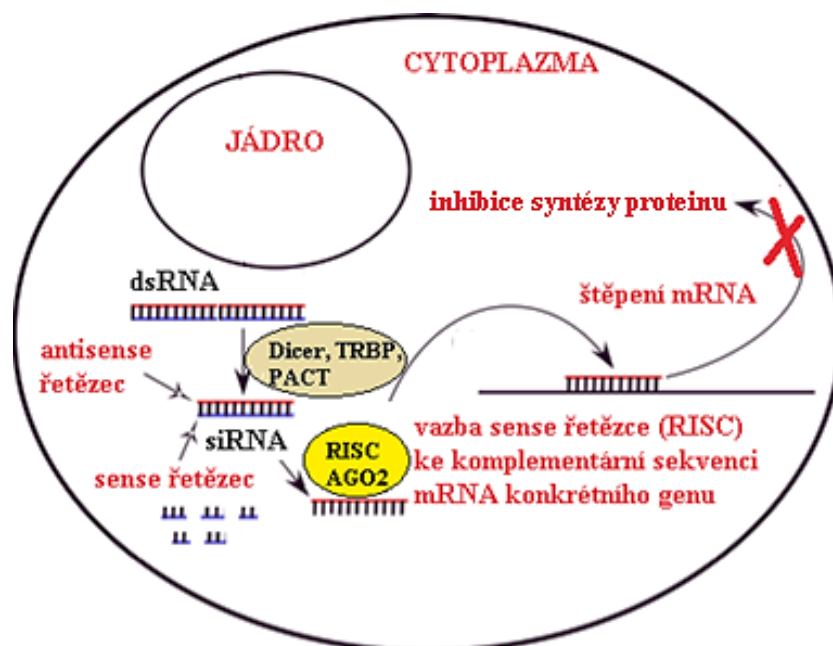 CYTOPLAZMA
JÁDRO
inhibice syntézy proteinu
dsRNA
štěpení mRNA
Dicer, TRBP,
PACT
antisense
řetězec
siRNA
sense řetězec
RISC
AGO2
vazba sense řetězce (RISC)
ke komplementární sekvenci
mRNA konkrétního genu